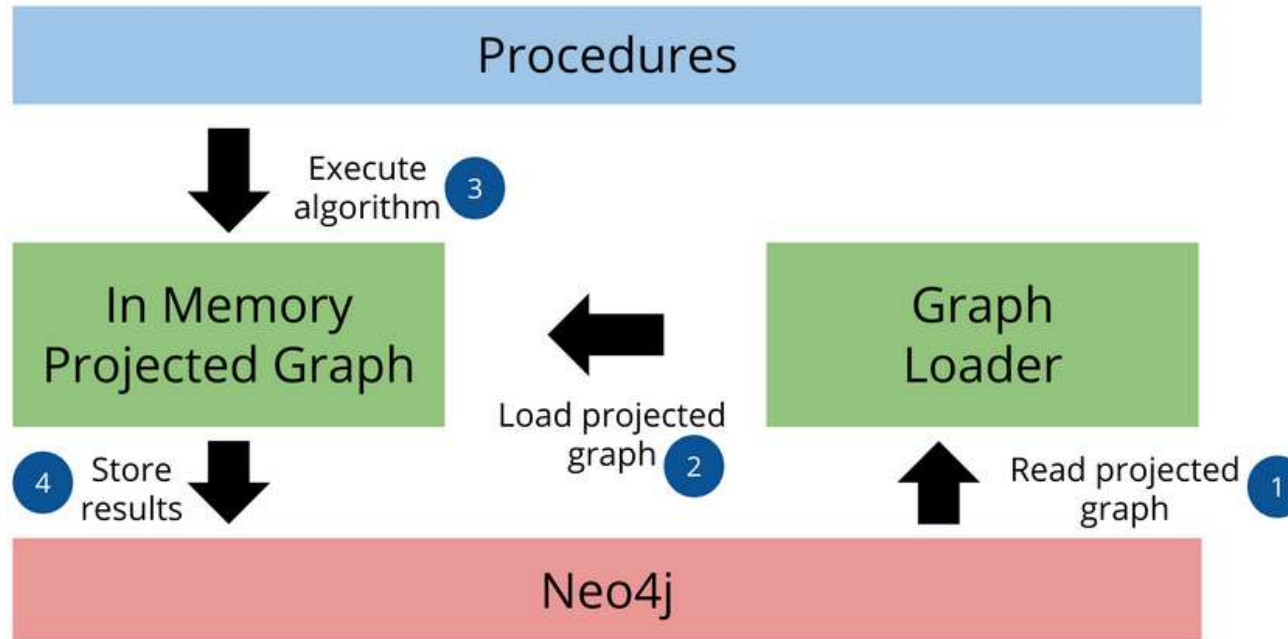 Procedures
Execute
algorithm
3
In Memory
Projected Graph
Graph
Loader
Load projected
graph
2
4
Store
results
Read projected
graph
1
Neo4j